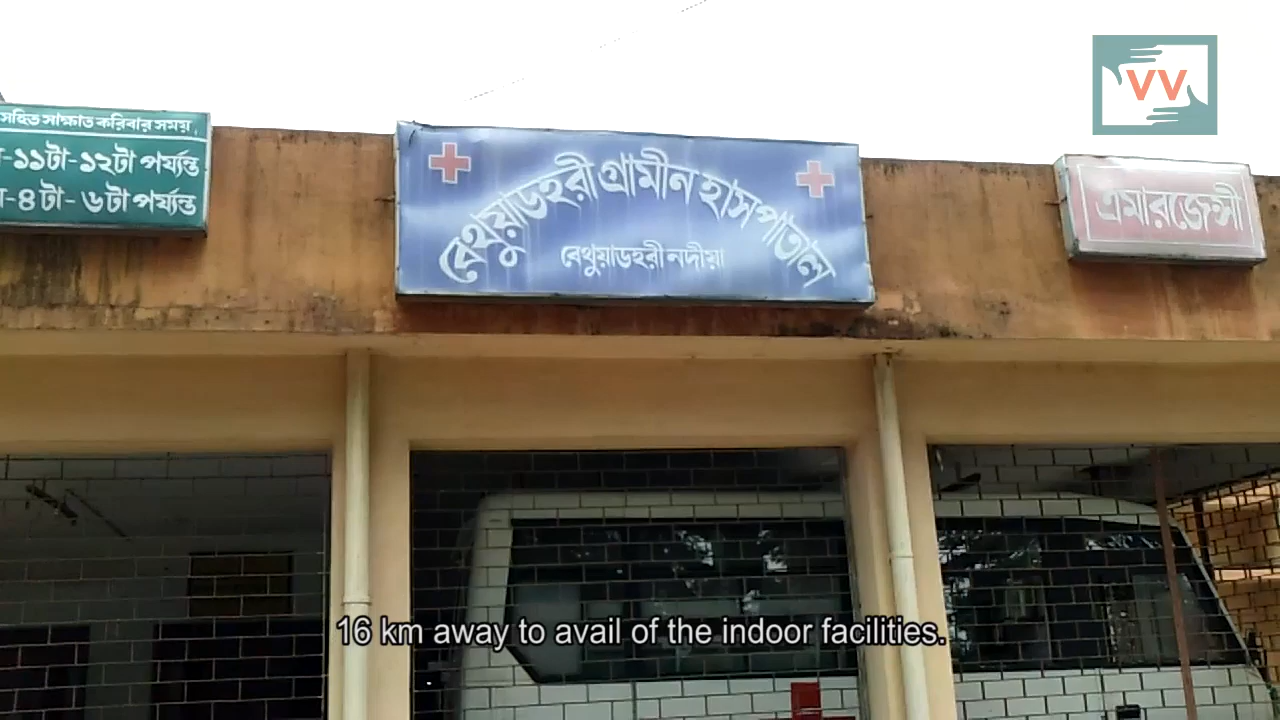 সহিত সাক্ষাত করিবার সময়,
১১টা-১২টা পর্য্যন্ত
৪টা-৬টা পর্য্যন্ত
বেথুয়াডহরী গ্রামীন হাসপাতাল
বেথুয়াডহরী নদীয়া
এমারজেন্সী
VV
16 km away to avail of the indoor facilities.